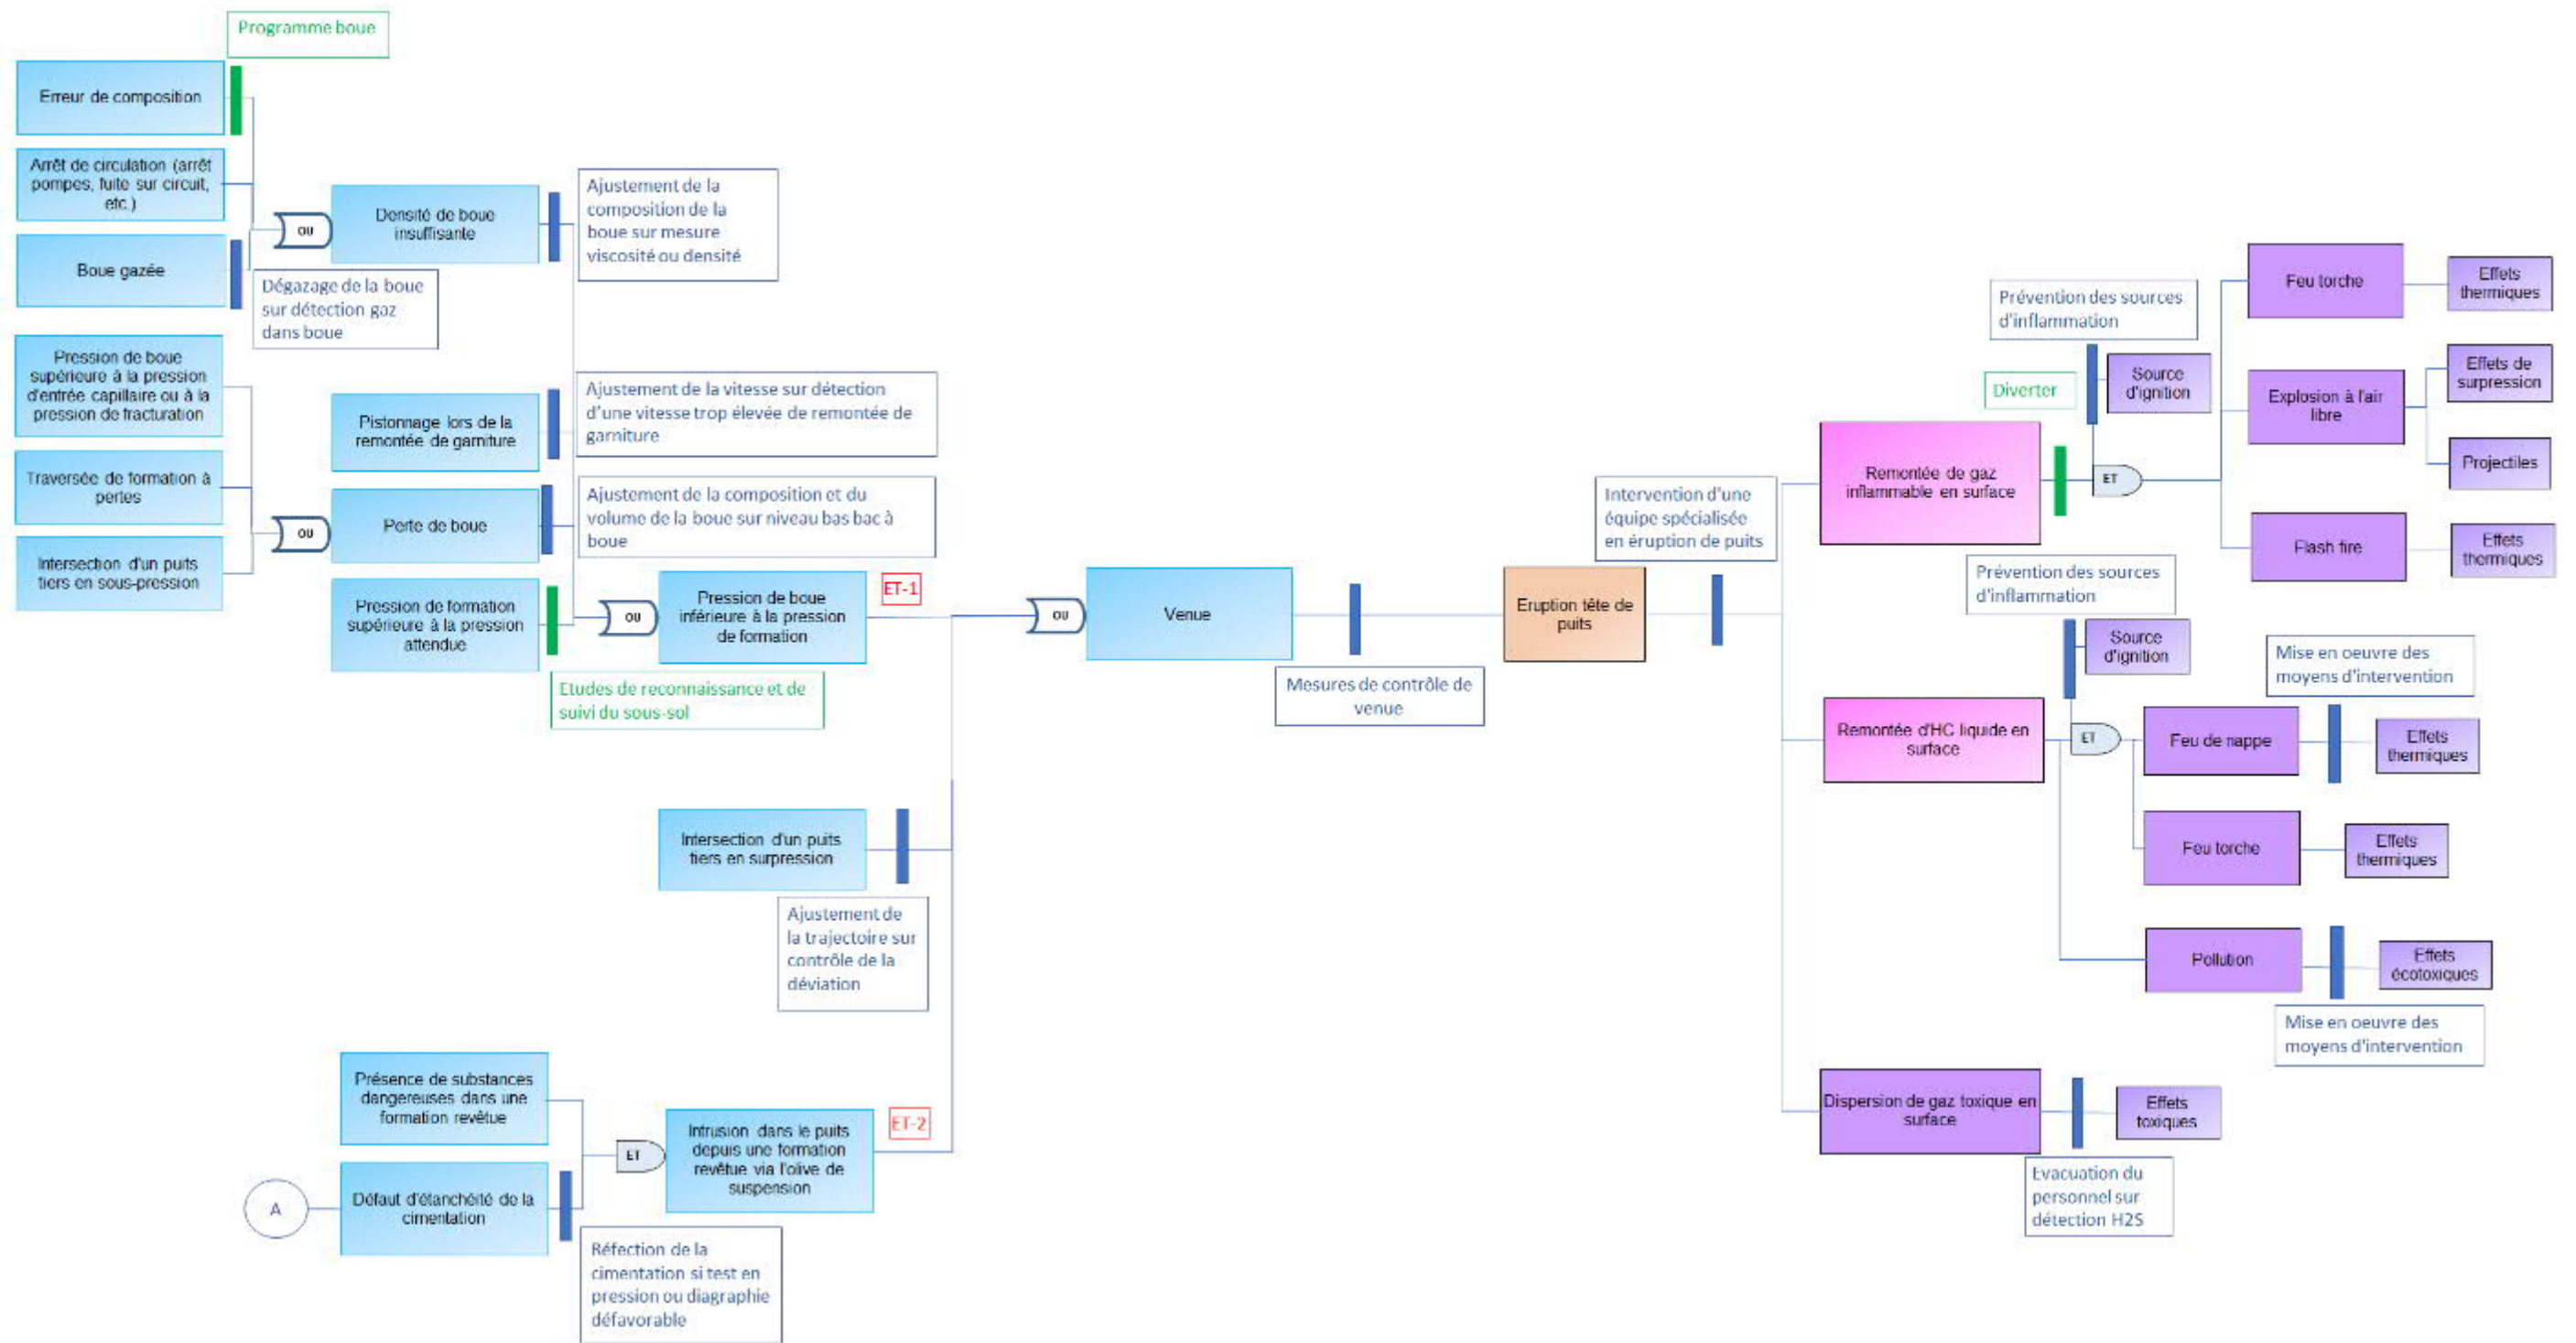 Programme boue
Erreur de composition
Arrêt de circulation (arrêt
pompes, fuite sur circuit,
etc.)
Boue gazée
OU
Densité de boue
insuffisante
Ajustement de la
composition de la
boue sur mesure
viscosité ou densité
Dégazage de la boue
sur détection gaz
dans boue
Pression de boue
supérieure à la pression
d'entrée capillaire ou à la
pression de fracturation
Traversée de formation à
pertes
Intersection d'un puits
tiers en sous-pression
OU
Pistonnage lors de la
remontée de garniture
Ajustement de la vitesse sur détection
d'une vitesse trop élevée de remontée de
garniture
Perte de boue
Ajustement de la composition et du
volume de la boue sur niveau bas bac à
boue
Pression de formation
supérieure à la pression
attendue
Etudes de reconnaissance et de
suivi du sous-sol
OU
Pression de boue
inférieure à la pression
de formation
ET-1
Intersection d'un puits
tiers en surpression
Ajustement de
la trajectoire sur
contrôle de la
déviation
Présence de substances
dangereuses dans une
formation revêtue
A
Défaut d'étanchéité de la
cimentation
Réfection de la
cimentation si test en
pression ou diagraphie
défavorable
ET
Intrusion dans le puits
depuis une formation
revêtue via l'olive de
suspension
ET-2
OU
Venue
Mesures de contrôle de
venue
Eruption tête de
puits
Intervention d'une
équipe spécialisée
en éruption de puits
Remontée de gaz
inflammable en surface
Diverter
Prévention des sources
d'inflammation
Source
d'ignition
ET
Feu torche
Effets
thermiques
Explosion à l'air
libre
Effets de
surpression
Projectiles
Flash fire
Effets
thermiques
Prévention des sources
d'inflammation
Source
d'ignition
Remontée d'HC liquide en
surface
ET
Feu de nappe
Mise en oeuvre des
moyens d'intervention
Effets
thermiques
Feu torche
Effets
thermiques
Pollution
Effets
écotoxiques
Mise en oeuvre des
moyens d'intervention
Dispersion de gaz toxique en
surface
Effets
toxiques
Evacuation du
personnel sur
détection H2S